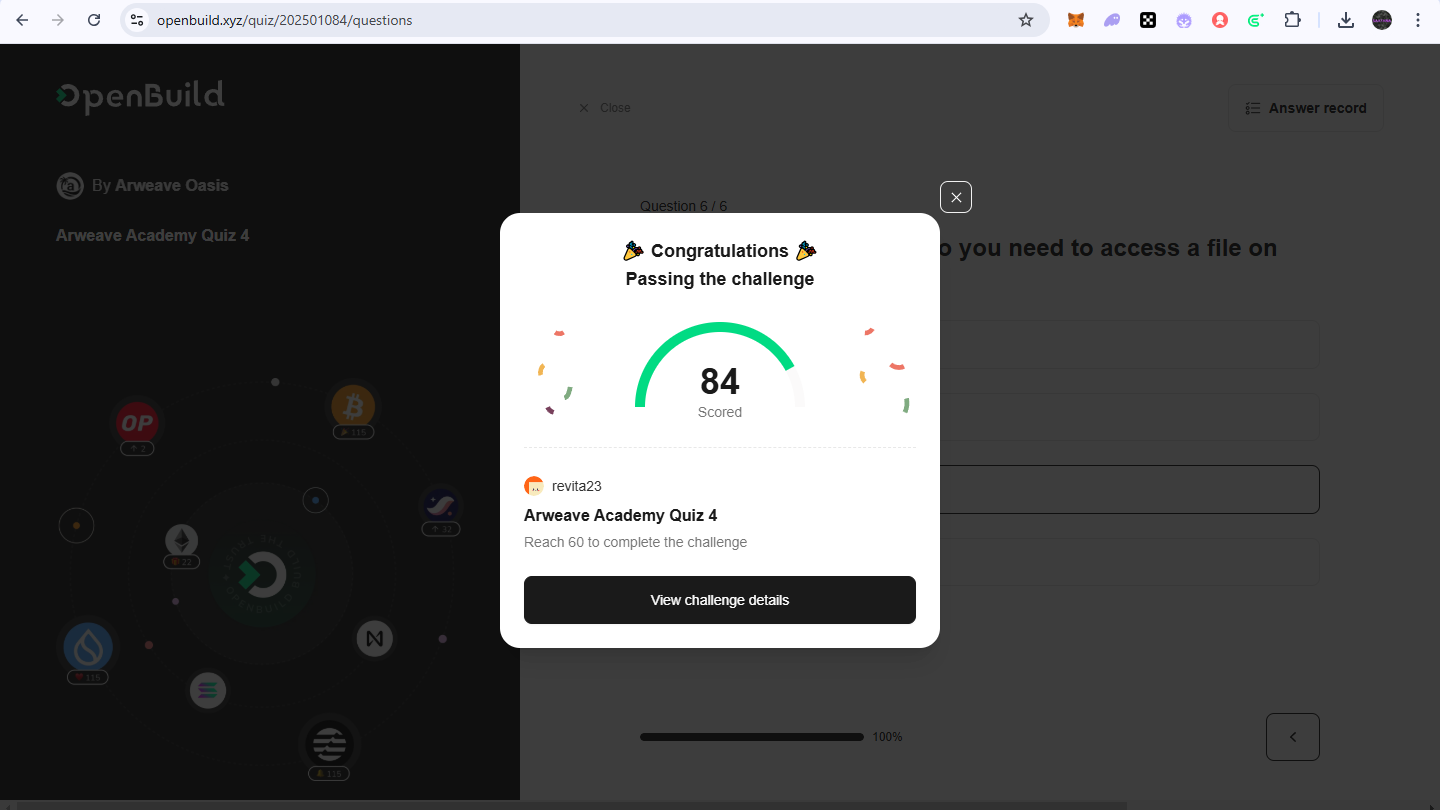 openbuild.xyz/quiz/202501084/questions
OpenBuild
Close
Answer record
By Arweave Oasis
Arweave Academy Quiz 4
Question 6 / 6
o you need to access a file on
Congratulations
Passing the challenge
84
Scored
revita23
Arweave Academy Quiz 4
Reach 60 to complete the challenge
View challenge details
OP
2
115
32
22
115
115
100%